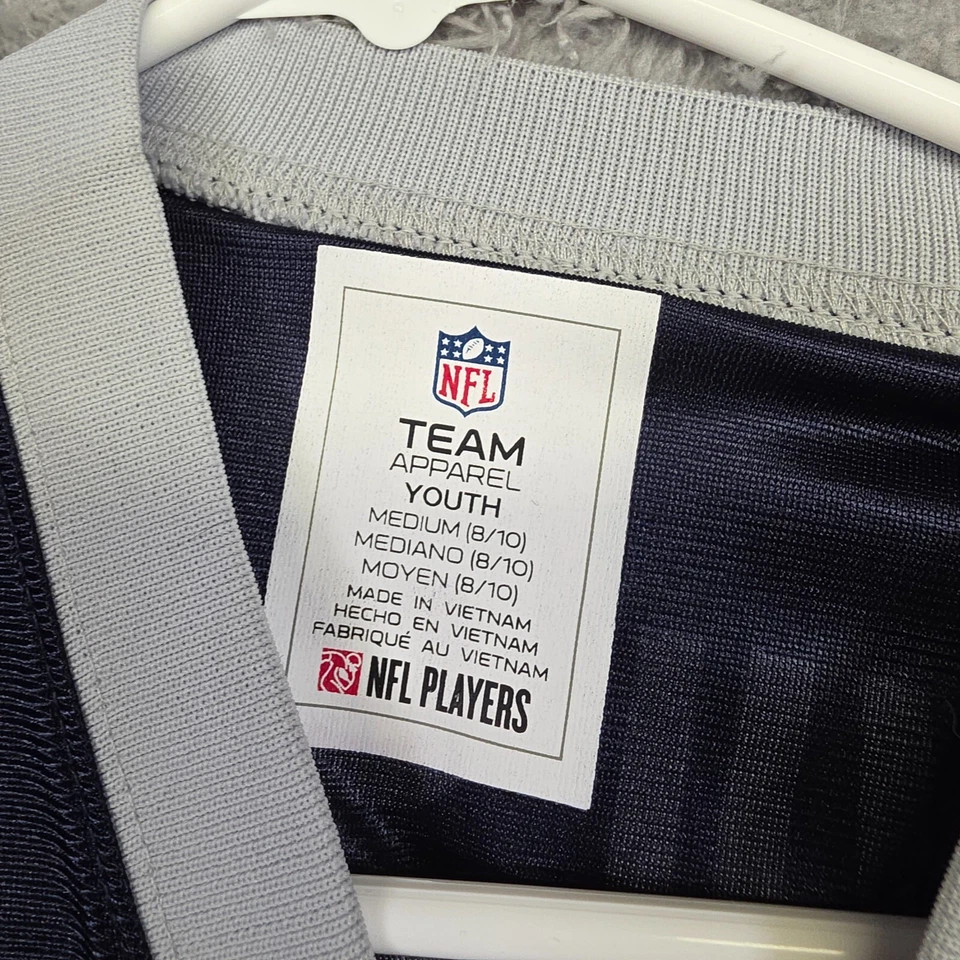 NFL
TEAM
APPAREL
YOUTH
MEDIUM (8/10)
MEDIANO (8/10)
MOYEN (8/10)
MADE IN VIETNAM
HECHO EN VIETNAM
FABRIQUÉ AU VIETNAM
NFL PLAYERS